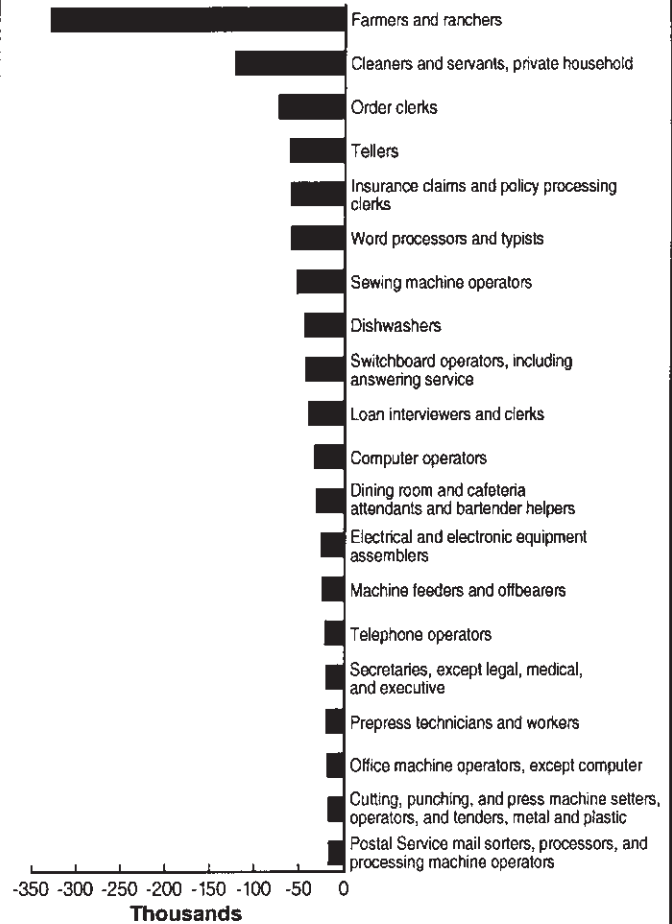 Farmers and ranchers
Cleaners and servants, private household
Order clerks
Tellers
Insurance claims and policy processing
clerks
Word processors and typists
Sewing machine operators
Dishwashers
Switchboard operators, including
answering service
Loan interviewers and clerks
Computer operators
Dining room and cafeteria
attendants and bartender helpers
Electrical and electronic equipment
assemblers
Machine feeders and offbearers
Telephone operators
Secretaries, except legal, medical,
and executive
Prepress technicians and workers
Office machine operators, except computer
Cutting, punching, and press machine setters,
operators, and tenders, metal and plastic
Postal Service mail sorters, processors, and
processing machine operators
-350 -300 -250 -200 -150 -100 -50 0
Thousands